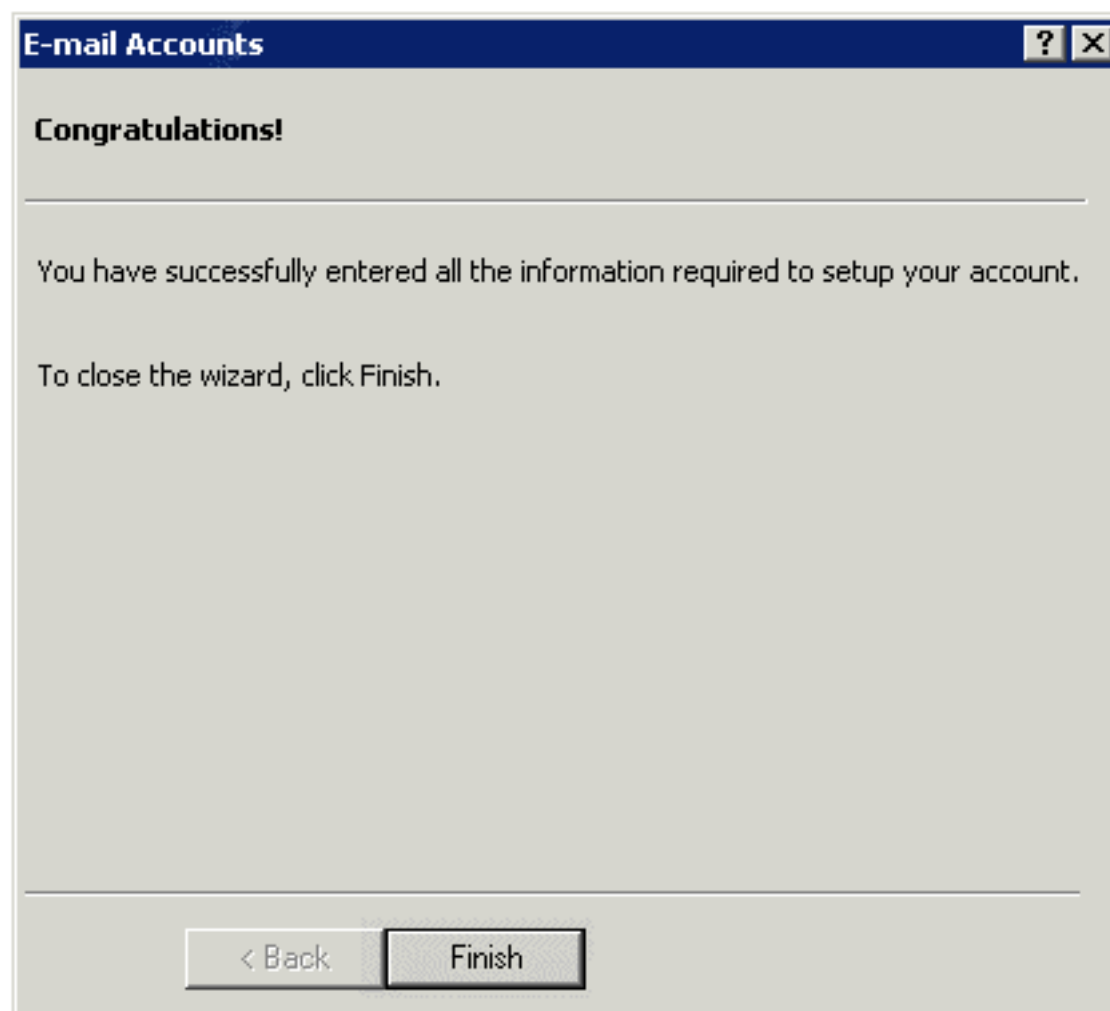 E-mail Accounts
Congratulations!
You have successfully entered all the information required to setup your account.
To close the wizard, click Finish.
< Back Finish